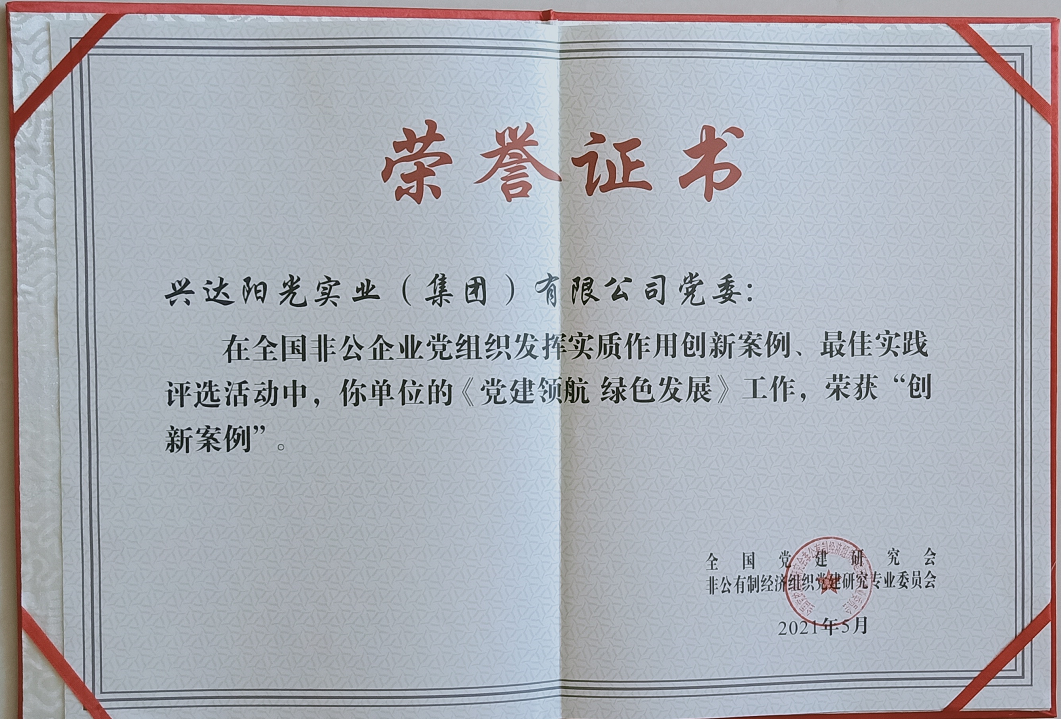 荣誉证书
兴达阳光实业（集团）有限公司党委：
在全国非公企业党组织发挥实质作用创新案例、最佳实践
评选活动中，你单位的《党建领航 绿色发展》工作，荣获“创
新案例”。
全国党建研究会
非公有制经济组织党建研究专业委员会
2021年5月